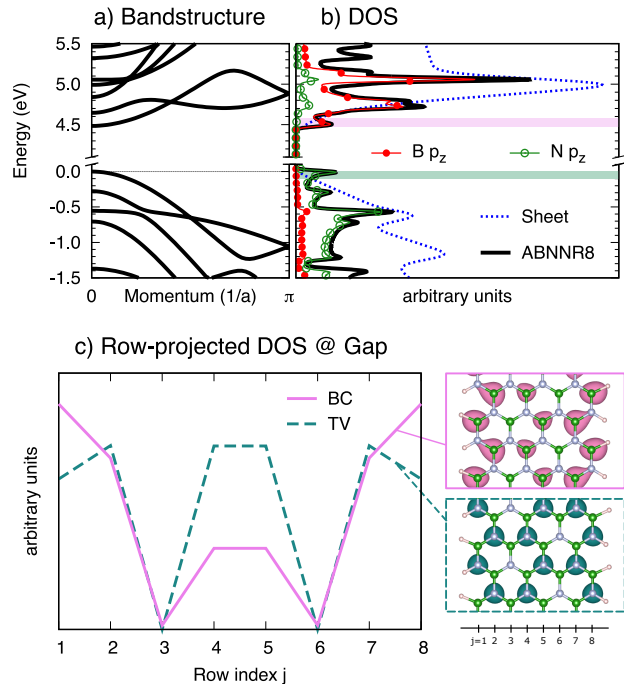 a) Bandstructure
b) DOS
Energy (eV)
5.5
5.0
4.5
0.0
-0.5
-1.0
-1.5
0 Momentum (1/a) π
B pz
N pz
Sheet
ABNNR8
arbitrary units
c) Row-projected DOS @ Gap
BC
TV
arbitrary units
1 2 3 4 5 6 7 8
Row index j
j=1 2 3 4 5 6 7 8